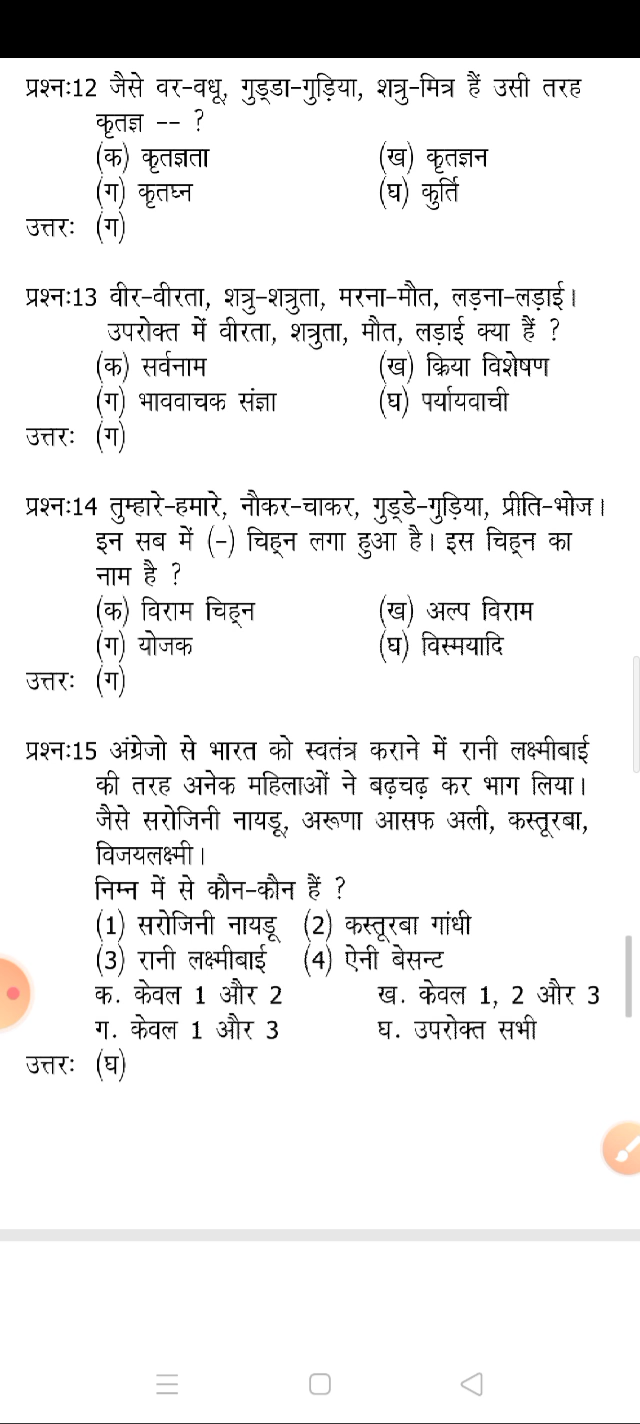 प्रश्नः12 जैसे वर-वधू, गुड्डा-गुड़िया, शत्रु-मित्र हैं उसी तरह
कृतज्ञ -- ?
(क) कृतज्ञता (ख) कृतज्ञन
(ग) कृतघ्न (घ) कुर्ति
उत्तरः (ग)
प्रश्नः13 वीर-वीरता, शत्रु-शत्रुता, मरना-मौत, लड़ना-लड़ाई।
उपरोक्त में वीरता, शत्रुता, मौत, लड़ाई क्या हैं ?
(क) सर्वनाम (ख) क्रिया विशेषण
(ग) भाववाचक संज्ञा (घ) पर्यायवाची
उत्तरः (ग)
प्रश्नः14 तुम्हारे-हमारे, नौकर-चाकर, गुड्डे-गुड़िया, प्रीति-भोज।
इन सब में (-) चिह्न लगा हुआ है। इस चिह्न का
नाम है ?
(क) विराम चिह्न (ख) अल्प विराम
(ग) योजक (घ) विस्मयादि
उत्तरः (ग)
प्रश्नः15 अंग्रेजो से भारत को स्वतंत्र कराने में रानी लक्ष्मीबाई
की तरह अनेक महिलाओं ने बढ़चढ़ कर भाग लिया।
जैसे सरोजिनी नायडू, अरूणा आसफ अली, कस्तूरबा,
विजयलक्ष्मी।
निम्न में से कौन-कौन हैं ?
(1) सरोजिनी नायडू (2) कस्तूरबा गांधी
(3) रानी लक्ष्मीबाई (4) ऐनी बेसन्ट
क. केवल 1 और 2 ख. केवल 1, 2 और 3
ग. केवल 1 और 3 घ. उपरोक्त सभी
उत्तरः (घ)